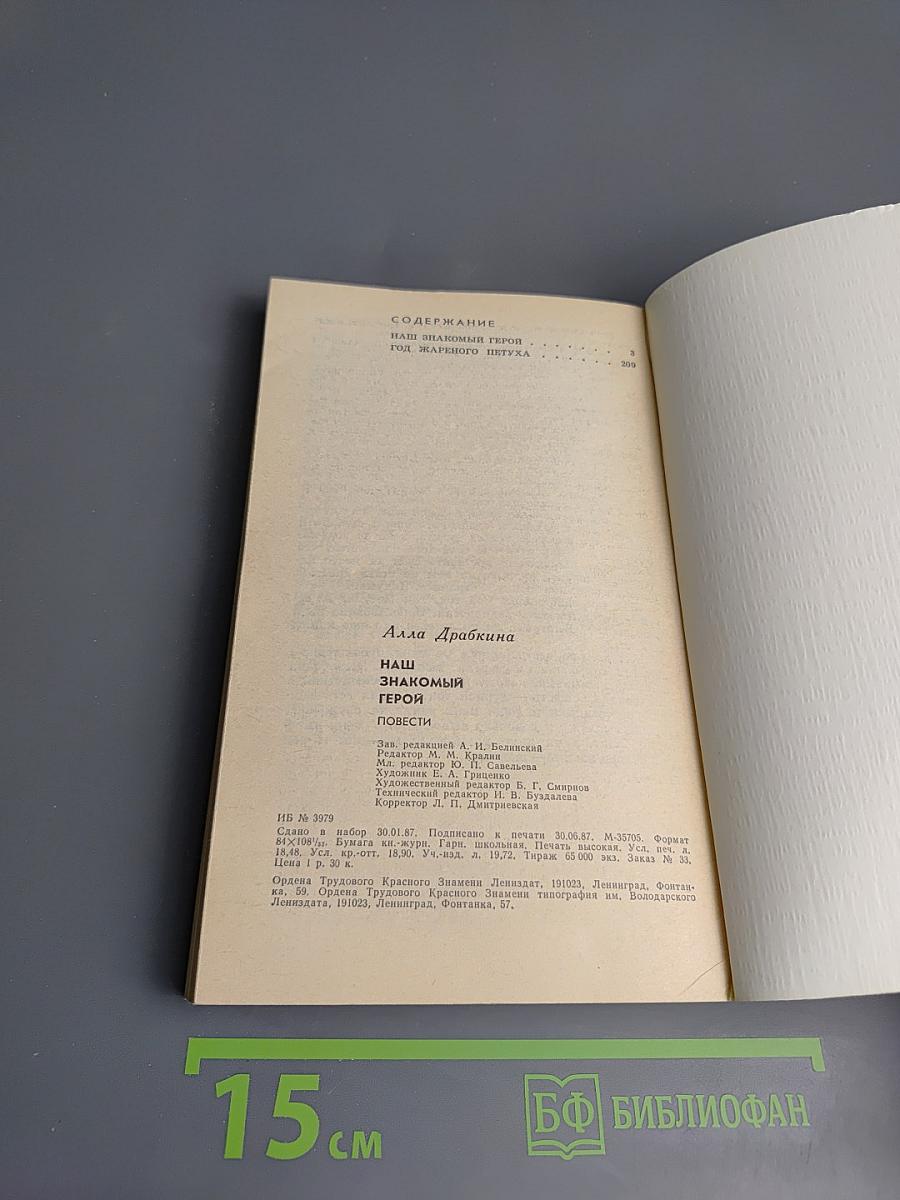 СОДЕРЖАНИЕ
НАШ ЗНАКОМЫЙ ГЕРОЙ . . . . . . . 3
ГОД ЖАРЕНОГО ПЕТУХА . . . . . . 209
Алла Драбкина
НАШ
ЗНАКОМЫЙ
ГЕРОЙ
ПОВЕСТИ
Зав. редакцией А. И. Белинский
Редактор М. М. Кралин
Мл. редактор Ю. П. Савельева
Художник Е. А. Гриценко
Художественный редактор Б. Г. Смирнов
Технический редактор И. В. Буздалева
Корректор Л. П. Дмитриевская
ИБ № 3979
Сдано в набор 30.01.87. Подписано к печати 30.06.87. М-35705. Формат
84×108¹/₃₂. Бумага кн.-журн. Гарн. школьная. Печать высокая. Усл. печ. л.
18,48. Усл. кр.-отт. 18,90. Уч.-изд. л. 19,72. Тираж 65 000 экз. Заказ № 33.
Цена 1 р. 30 к.
Ордена Трудового Красного Знамени Лениздат, 191023, Ленинград, Фонтан-
ка, 59. Ордена Трудового Красного Знамени типография им. Володарского
Лениздата, 191023, Ленинград, Фонтанка, 57.
15 см
БФ БИБЛИОФАН